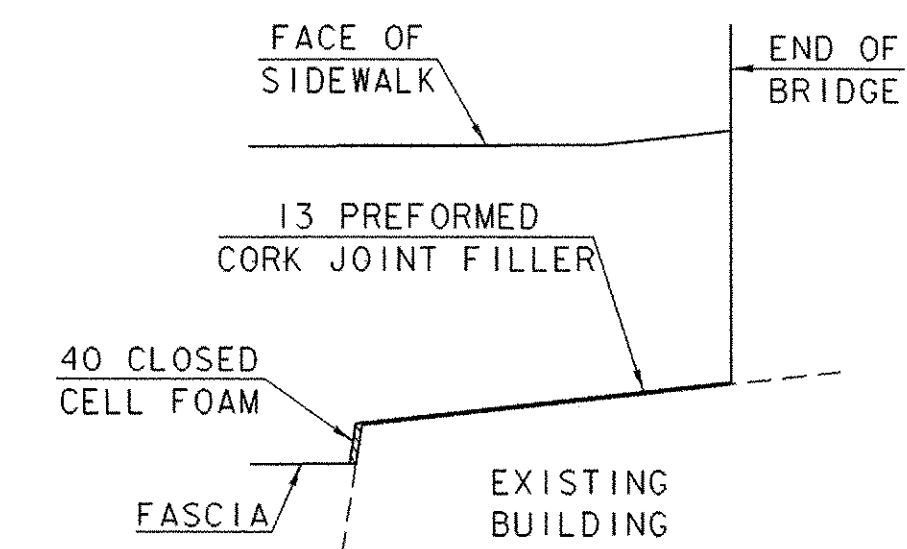 FACE OF
SIDEWALK
END OF
BRIDGE
13 PREFORMED
CORK JOINT FILLER
40 CLOSED
CELL FOAM
FASCIA
EXISTING
BUILDING